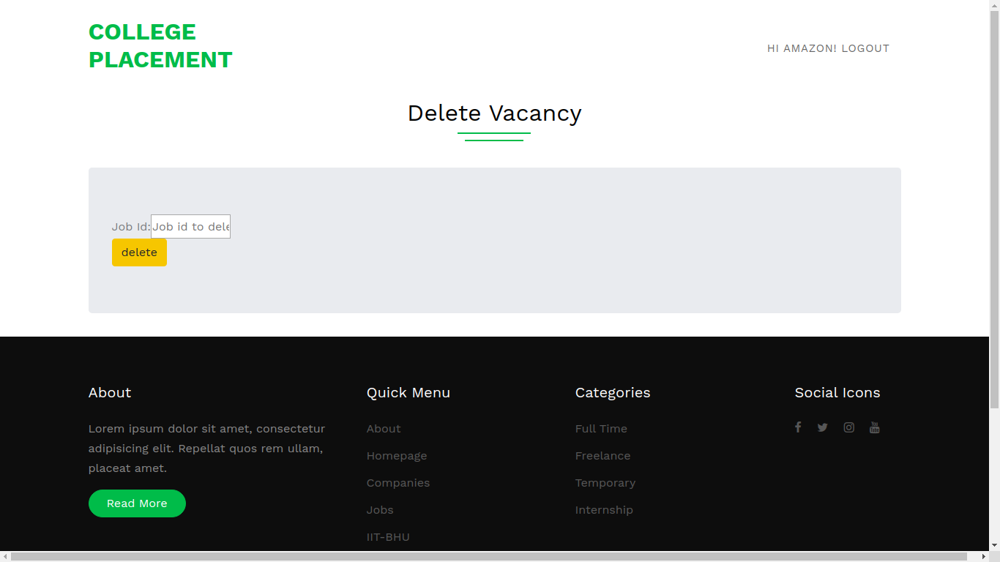 COLLEGE
PLACEMENT
HI AMAZON! LOGOUT
Delete Vacancy
Job Id:
Job id to dele
delete
About
Lorem ipsum dolor sit amet, consectetur
adipisicing elit. Repellat quos rem ullam,
placeat amet.
Read More
Quick Menu
About
Homepage
Companies
Jobs
IIT-BHU
Categories
Full Time
Freelance
Temporary
Internship
Social Icons